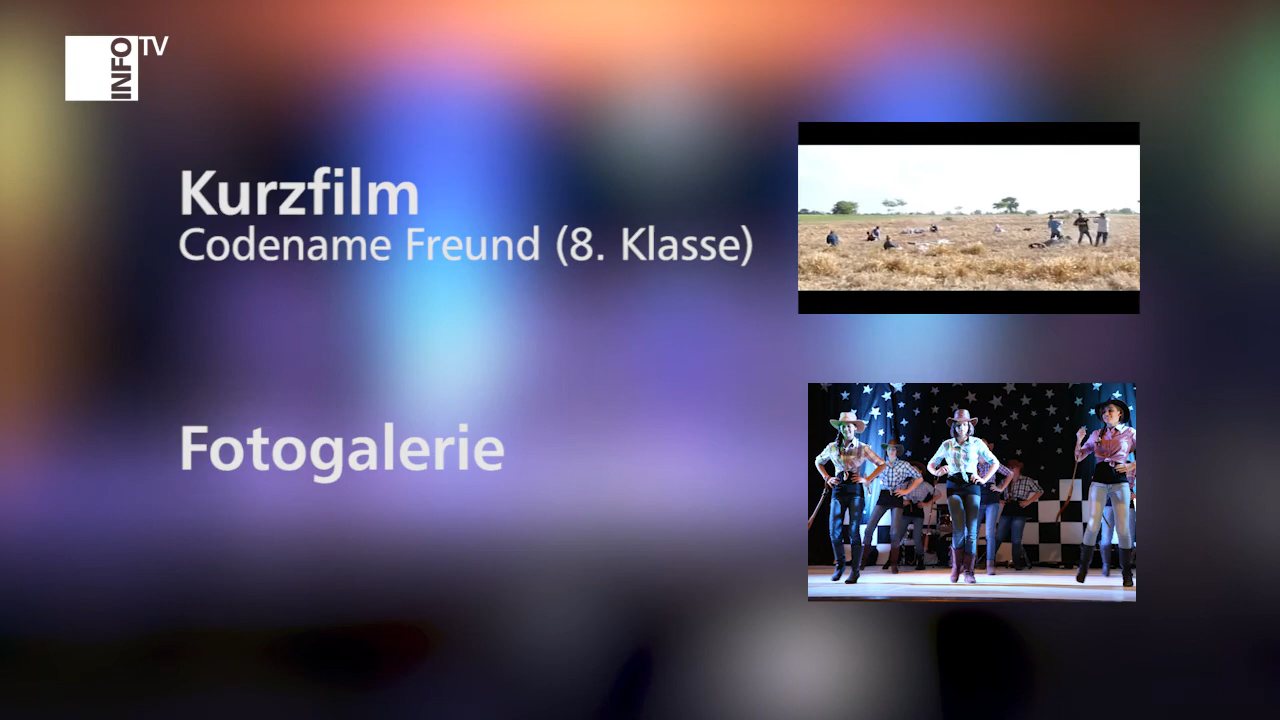 INFO TV
Kurzfilm
Codename Freund (8. Klasse)
Fotogalerie